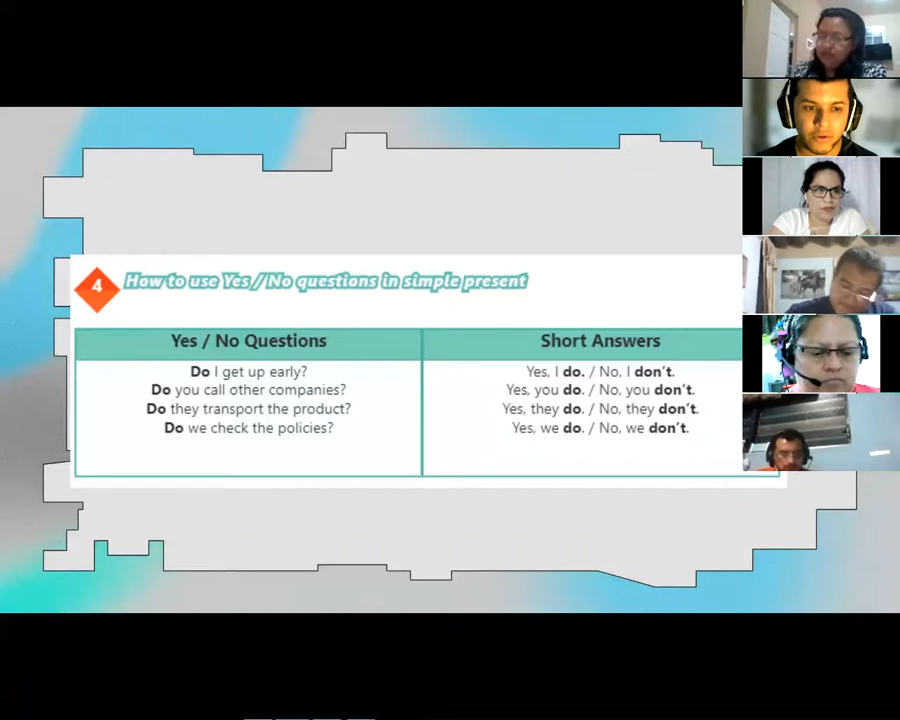 4
How to use Yes / No questions in simple present
Yes / No Questions
Do I get up early?
Do you call other companies?
Do they transport the product?
Do we check the policies?
Short Answers
Yes, I do. / No, I don't.
Yes, you do. / No, you don't.
Yes, they do. / No, they don't.
Yes, we do. / No, we don't.